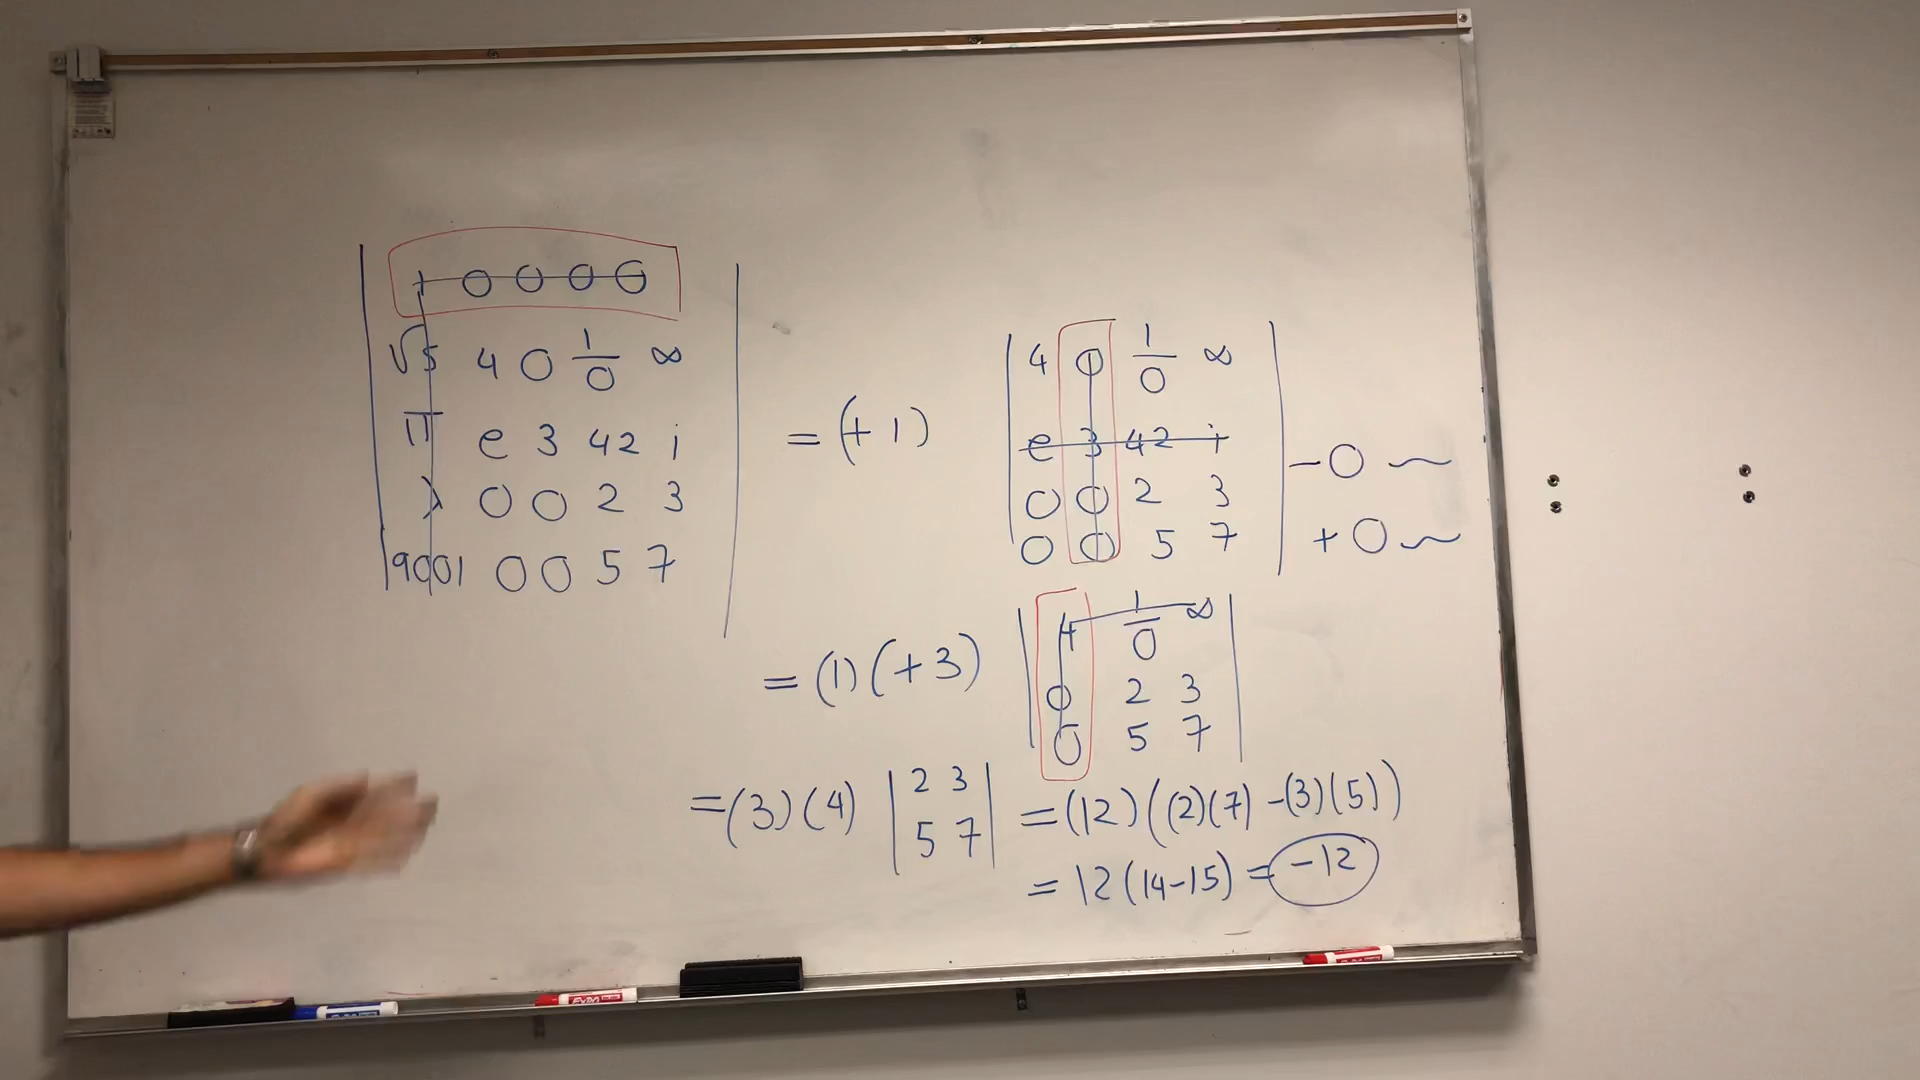 | 1 0 0 0 0 |
| √5 4 0 1/0 ∞ |
| π e 3 42 i |
| λ 0 0 2 3 |
| 9001 0 0 5 7 |
= (+1)
| 4 0 1/0 ∞ |
| e 3 42 i | -0 ~
| 0 0 2 3 |
| 0 0 5 7 | +0 ~
= (1)(+3)
| 4 1/0 ∞ |
| 0 2 3 |
| 0 5 7 |
= (3)(4)
| 2 3 |
| 5 7 |
= (12)((2)(7) - (3)(5))
= 12(14-15) = -12
EXPO